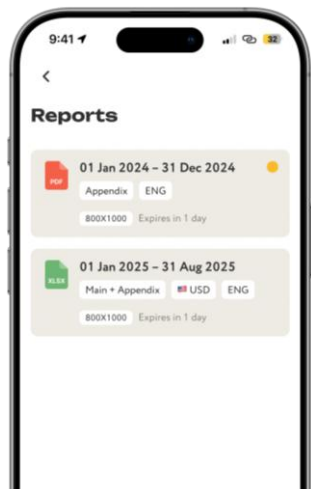 9:41
32
Reports
PDF
01 Jan 2024 – 31 Dec 2024
Appendix ENG
800X1000 Expires in 1 day
XLSX
01 Jan 2025 – 31 Aug 2025
Main + Appendix USD ENG
800X1000 Expires in 1 day